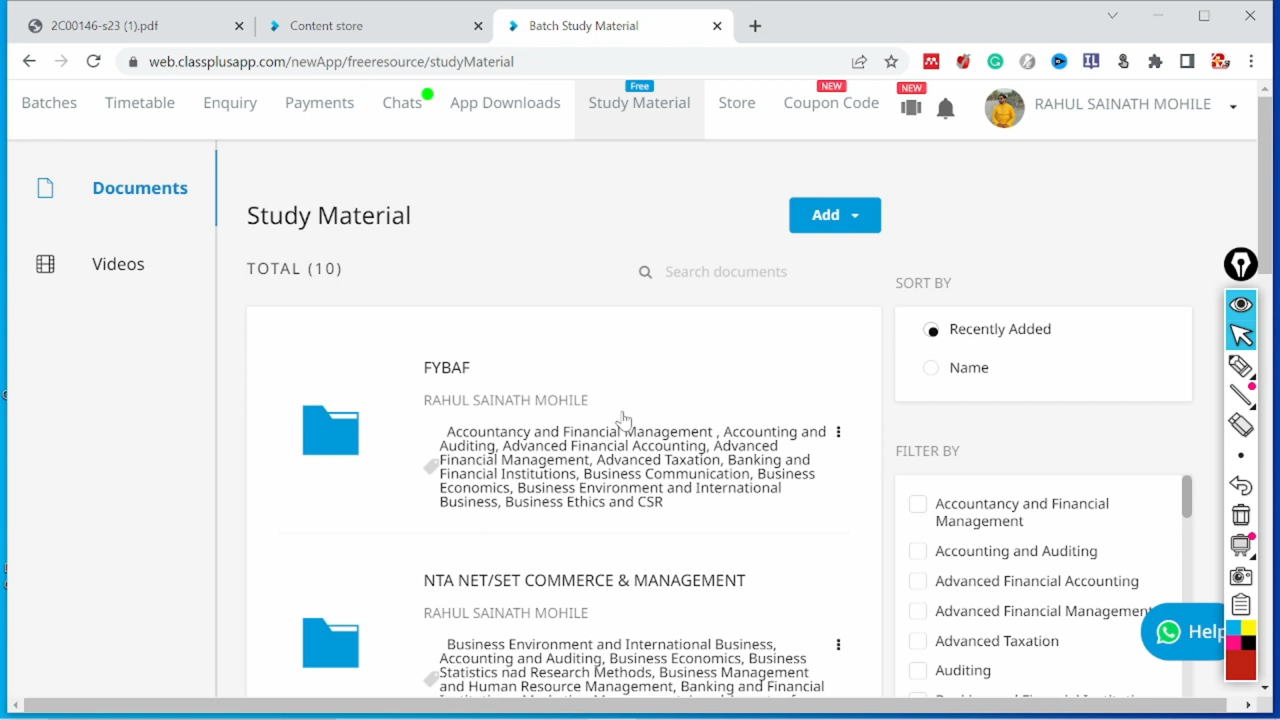 2C00146-s23 (1).pdf
Content store
Batch Study Material
web.classplusapp.com/newApp/freeresource/studyMaterial
Batches
Timetable
Enquiry
Payments
Chats
App Downloads
Free
Study Material
Store
NEW
Coupon Code
NEW
RAHUL SAINATH MOHILE
Documents
Videos
Study Material
Add
TOTAL (10)
Search documents
SORT BY
Recently Added
Name
FYBAF
RAHUL SAINATH MOHILE
Accountancy and Financial Management , Accounting and
Auditing, Advanced Financial Accounting, Advanced
Financial Management, Advanced Taxation, Banking and
Financial Institutions, Business Communication, Business
Economics, Business Environment and International
Business, Business Ethics and CSR
NTA NET/SET COMMERCE & MANAGEMENT
RAHUL SAINATH MOHILE
Business Environment and International Business,
Accounting and Auditing, Business Economics, Business
Statistics nad Research Methods, Business Management
and Human Resource Management, Banking and Financial
FILTER BY
Accountancy and Financial
Management
Accounting and Auditing
Advanced Financial Accounting
Advanced Financial Management
Advanced Taxation
Auditing
Help
IL